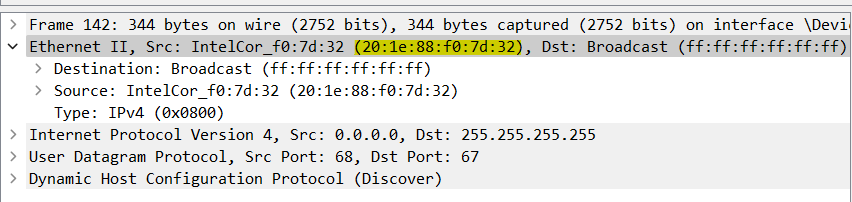 Frame 142: 344 bytes on wire (2752 bits), 344 bytes captured (2752 bits) on interface \Devi
Ethernet II, Src: IntelCor_f0:7d:32 (20:1e:88:f0:7d:32), Dst: Broadcast (ff:ff:ff:ff:ff:ff)
Destination: Broadcast (ff:ff:ff:ff:ff:ff)
Source: IntelCor_f0:7d:32 (20:1e:88:f0:7d:32)
Type: IPv4 (0x0800)
Internet Protocol Version 4, Src: 0.0.0.0, Dst: 255.255.255.255
User Datagram Protocol, Src Port: 68, Dst Port: 67
Dynamic Host Configuration Protocol (Discover)